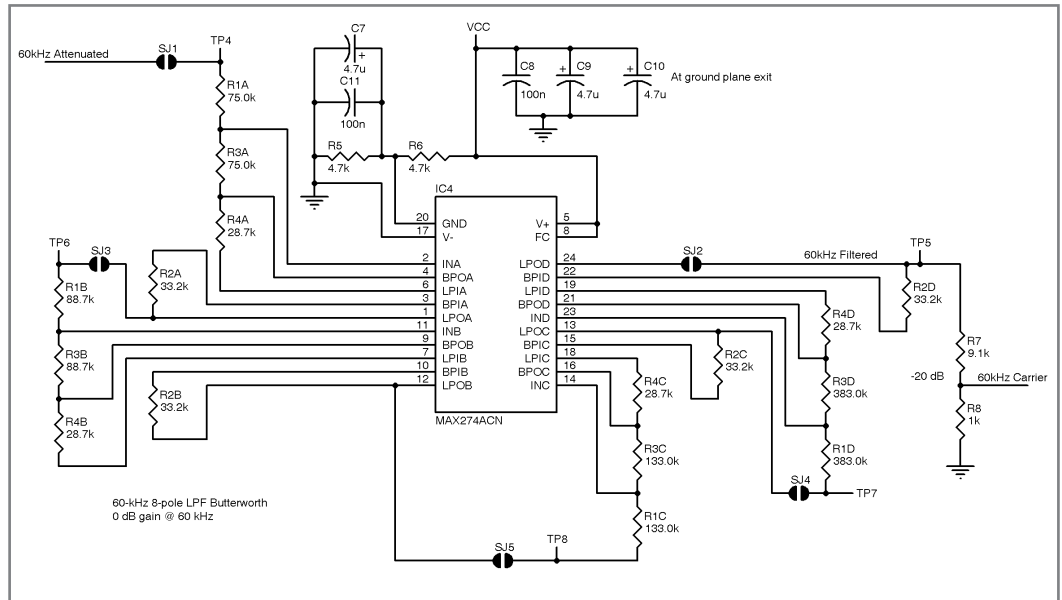 60kHz Attenuated
SJ1
TP4
R1A
75.0k
R3A
75.0k
R4A
28.7k
C7
+
4.7u
C11
100n
R5
4.7k
R6
4.7k
VCC
C8
100n
+
C9
4.7u
+
C10
4.7u
At ground plane exit
IC4
20 GND
17 V-
2 INA
4 BPOA
6 LPIA
3 BPIA
1 LPOA
11 INB
9 BPOB
7 LPIB
10 BPIB
12 LPOB
V+ 5
FC 8
LPOD 24
BPID 22
LPID 19
BPOD 21
IND 23
LPOC 13
BPIC 15
LPIC 18
BPOC 16
INC 14
MAX274ACN
TP6
SJ3
R1B
88.7k
R2A
33.2k
R3B
88.7k
R4B
28.7k
R2B
33.2k
SJ2
60kHz Filtered
TP5
R2D
33.2k
R4D
28.7k
R7
9.1k
R2C
33.2k
R4C
28.7k
R3D
383.0k
-20 dB
60kHz Carrier
R8
1k
R3C
133.0k
R1D
383.0k
SJ4
TP7
R1C
133.0k
SJ5
TP8
60-kHz 8-pole LPF Butterworth
0 dB gain @ 60 kHz